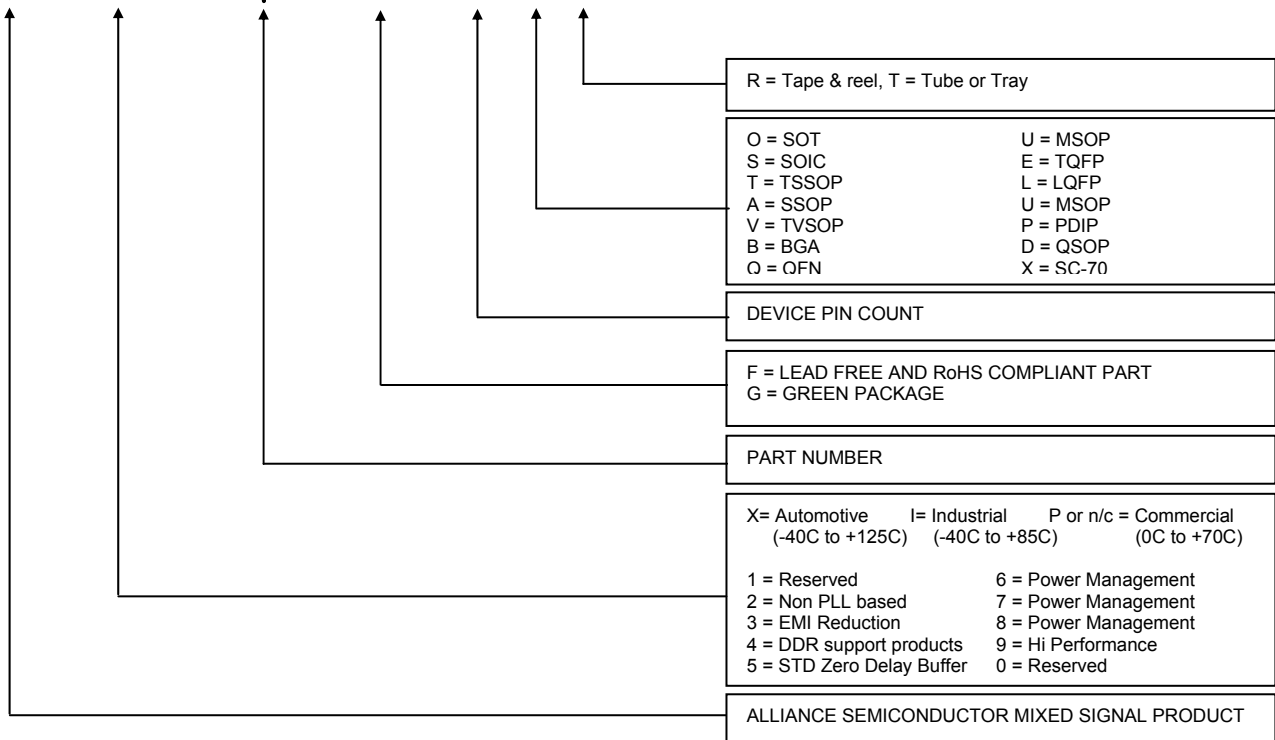 R = Tape & reel, T = Tube or Tray
O = SOT U = MSOP
S = SOIC E = TQFP
T = TSSOP L = LQFP
A = SSOP U = MSOP
V = TVSOP P = PDIP
B = BGA D = QSOP
Q = QFN X = SC-70
DEVICE PIN COUNT
F = LEAD FREE AND RoHS COMPLIANT PART
G = GREEN PACKAGE
PART NUMBER
X= Automotive I= Industrial P or n/c = Commercial
(-40C to +125C) (-40C to +85C) (0C to +70C)
1 = Reserved 6 = Power Management
2 = Non PLL based 7 = Power Management
3 = EMI Reduction 8 = Power Management
4 = DDR support products 9 = Hi Performance
5 = STD Zero Delay Buffer 0 = Reserved
ALLIANCE SEMICONDUCTOR MIXED SIGNAL PRODUCT